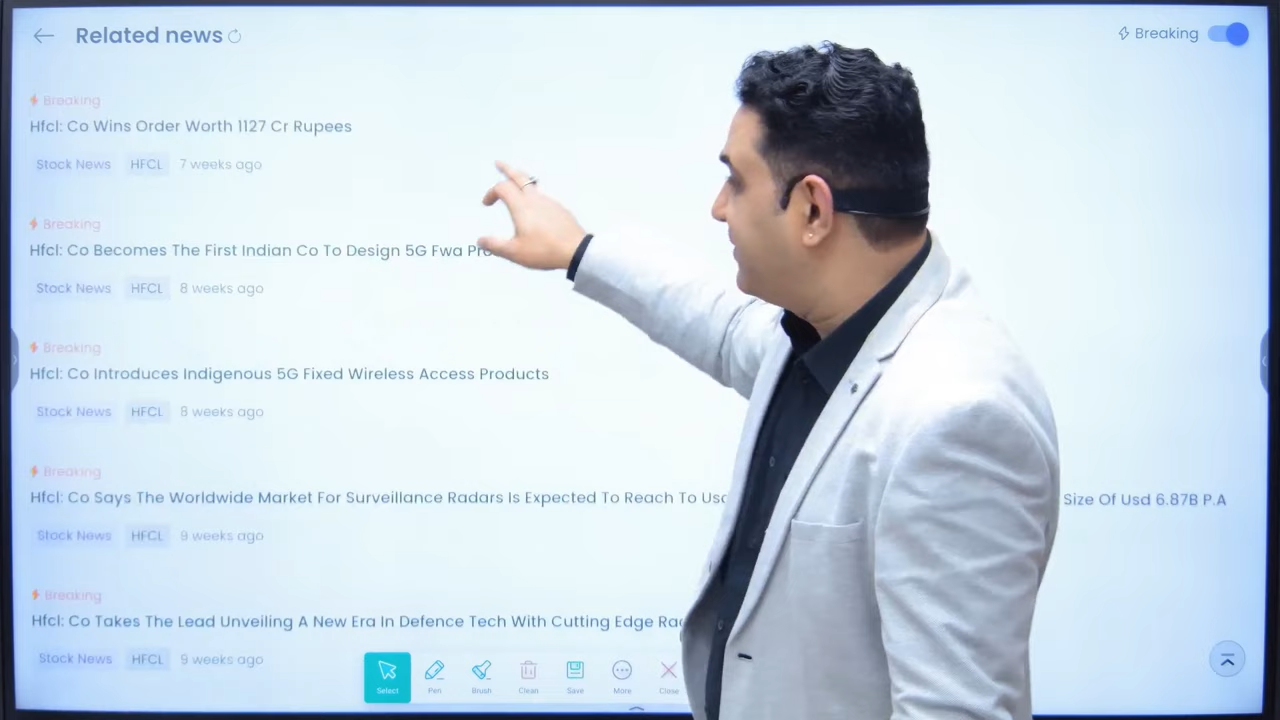 Related news
Breaking
Breaking
Hfcl: Co Wins Order Worth 1127 Cr Rupees
Stock News HFCL 7 weeks ago
Breaking
Hfcl: Co Becomes The First Indian Co To Design 5G Fwa
Stock News HFCL 8 weeks ago
Breaking
Hfcl: Co Introduces Indigenous 5G Fixed Wireless Access Products
Stock News HFCL 8 weeks ago
Breaking
Hfcl: Co Says The Worldwide Market For Surveillance Radars Is Expected To Reach To Size Of Usd 6.87B P.A
Stock News HFCL 9 weeks ago
Breaking
Hfcl: Co Takes The Lead Unveiling A New Era In Defence Tech With Cutting Edge
Stock News HFCL 9 weeks ago
Select Pen Brush Clean Save More Close